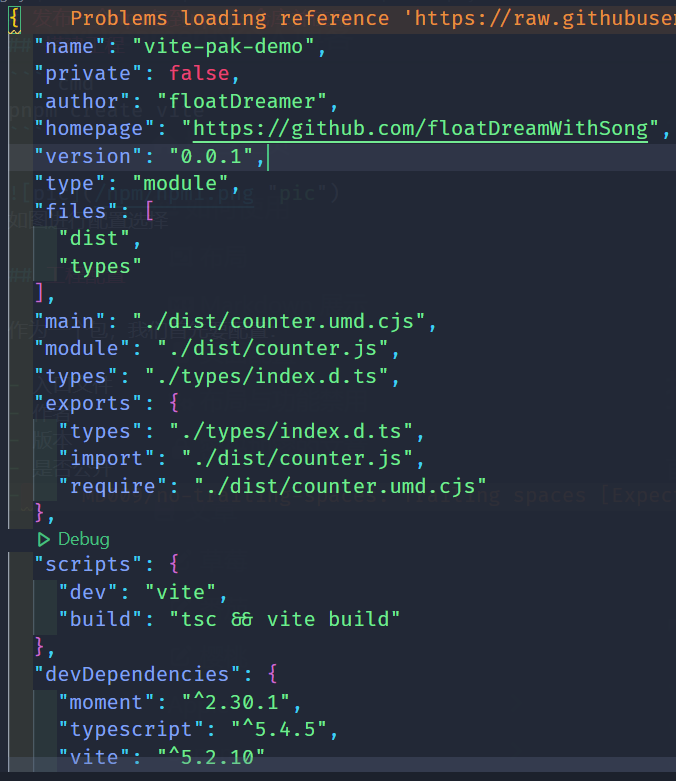 { Problems loading reference 'https://raw.githubuser
"name": "vite-pak-demo",
"private": false,
"author": "floatDreamer",
"homepage": "https://github.com/floatDreamWithSong",
"version": "0.0.1",
"type": "module",
"files": [
"dist",
"types"
],
"main": "./dist/counter.umd.cjs",
"module": "./dist/counter.js",
"types": "./types/index.d.ts",
"exports": {
"types": "./types/index.d.ts",
"import": "./dist/counter.js",
"require": "./dist/counter.umd.cjs"
},
Debug
"scripts": {
"dev": "vite",
"build": "tsc && vite build"
},
"devDependencies": {
"moment": "^2.30.1",
"typescript": "^5.4.5",
"vite": "^5.2.10"